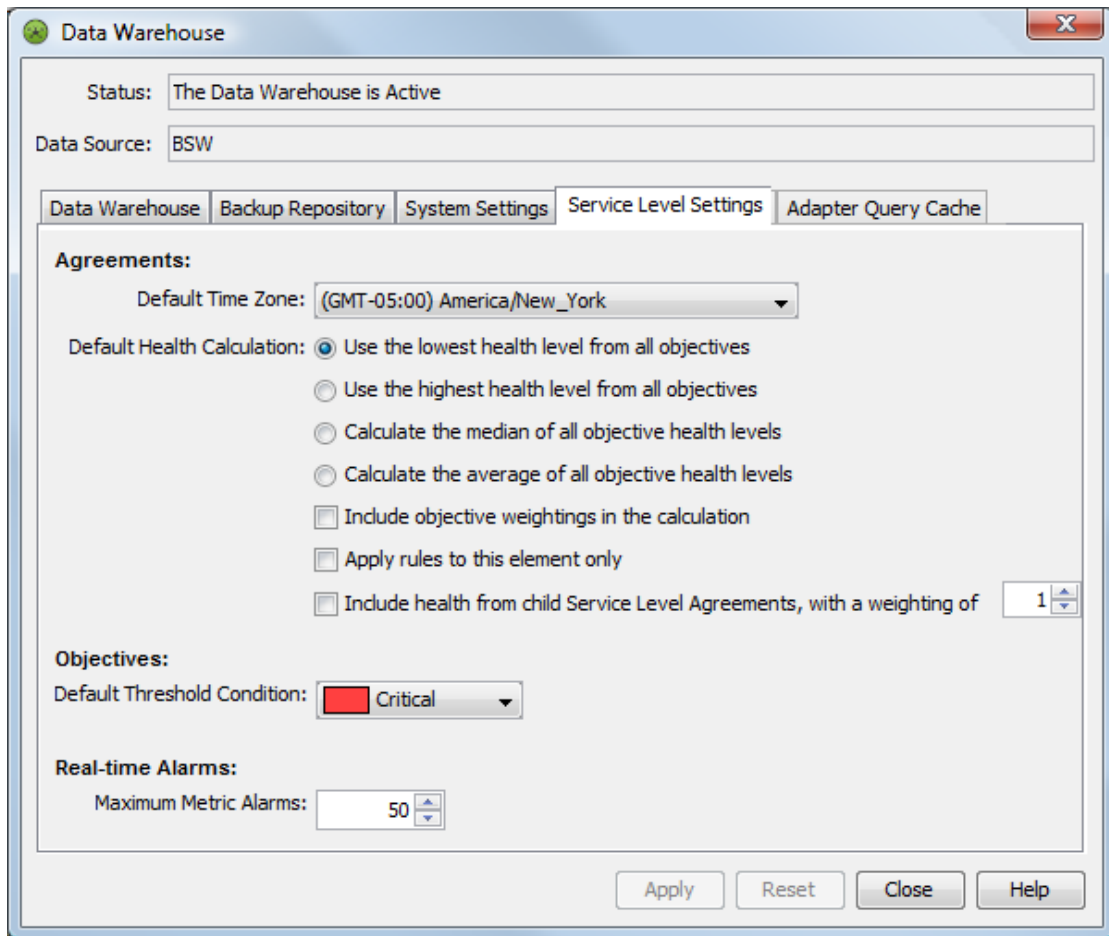 Data Warehouse
Status: The Data Warehouse is Active
Data Source: BSW
Data Warehouse Backup Repository System Settings Service Level Settings Adapter Query Cache
Agreements:
Default Time Zone: (GMT-05:00) America/New_York
Default Health Calculation: Use the lowest health level from all objectives
Use the highest health level from all objectives
Calculate the median of all objective health levels
Calculate the average of all objective health levels
Include objective weightings in the calculation
Apply rules to this element only
Include health from child Service Level Agreements, with a weighting of 1
Objectives:
Default Threshold Condition: Critical
Real-time Alarms:
Maximum Metric Alarms: 50
Apply Reset Close Help